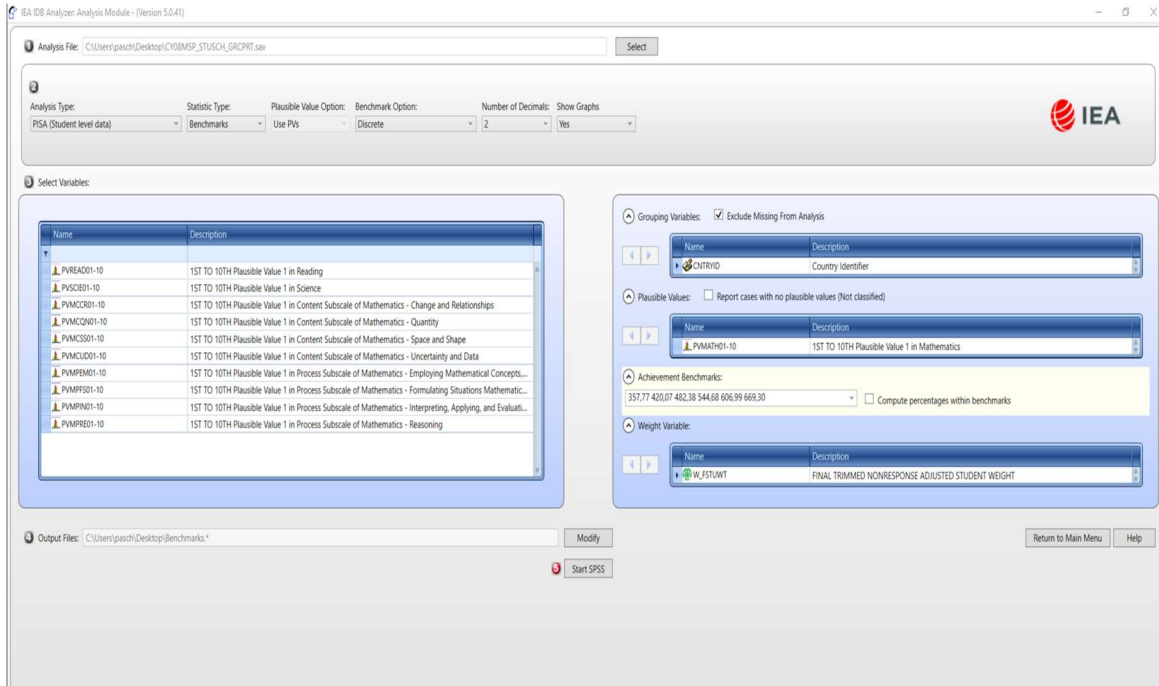 IEA IDB Analyzer: Analysis Module - (Version 5.0.41)
1 Analysis File: C:\Users\pasch\Desktop\CY08MSP_STUSCH_GRCPRT.sav Select
2
Analysis Type: Statistic Type: Plausible Value Option: Benchmark Option: Number of Decimals: Show Graphs
PISA (Student level data) Benchmarks Use PVs Discrete 2 Yes
IEA
3 Select Variables:
Name Description
PVREAD01-10 1ST TO 10TH Plausible Value 1 in Reading
PVSCIE01-10 1ST TO 10TH Plausible Value 1 in Science
PVMCCR01-10 1ST TO 10TH Plausible Value 1 in Content Subscale of Mathematics - Change and Relationships
PVMCQN01-10 1ST TO 10TH Plausible Value 1 in Content Subscale of Mathematics - Quantity
PVMCSS01-10 1ST TO 10TH Plausible Value 1 in Content Subscale of Mathematics - Space and Shape
PVMCUD01-10 1ST TO 10TH Plausible Value 1 in Content Subscale of Mathematics - Uncertainty and Data
PVMPEM01-10 1ST TO 10TH Plausible Value 1 in Process Subscale of Mathematics - Employing Mathematical Concepts,...
PVMPFS01-10 1ST TO 10TH Plausible Value 1 in Process Subscale of Mathematics - Formulating Situations Mathematic...
PVMPIN01-10 1ST TO 10TH Plausible Value 1 in Process Subscale of Mathematics - Interpreting, Applying, and Evaluati...
PVMPRE01-10 1ST TO 10TH Plausible Value 1 in Process Subscale of Mathematics - Reasoning
Grouping Variables: Exclude Missing From Analysis
Name Description
CNTRYID Country Identifier
Plausible Values: Report cases with no plausible values (Not classified)
Name Description
PVMATH01-10 1ST TO 10TH Plausible Value 1 in Mathematics
Achievement Benchmarks:
357,77 420,07 482,38 544,68 606,99 669,30 Compute percentages within benchmarks
Weight Variable:
Name Description
W_FSTUWT FINAL TRIMMED NONRESPONSE ADJUSTED STUDENT WEIGHT
4 Output Files: C:\Users\pasch\Desktop\Benchmarks.* Modify
Return to Main Menu Help
5 Start SPSS